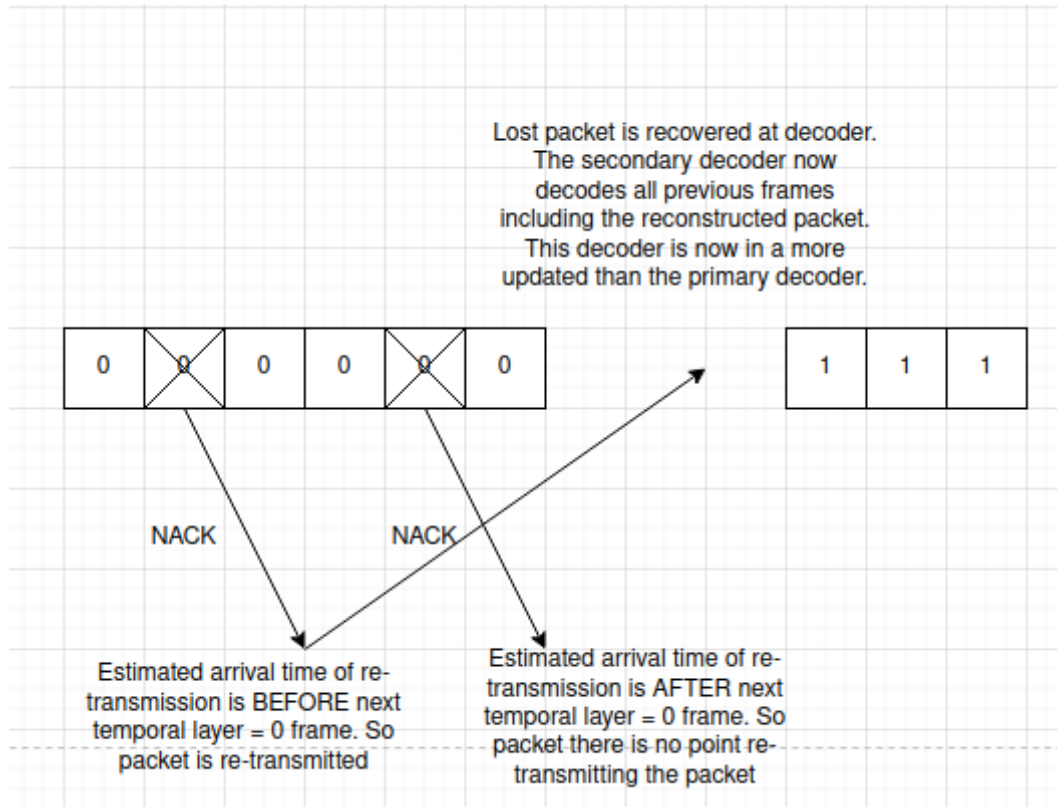 Lost packet is recovered at decoder.
The secondary decoder now
decodes all previous frames
including the reconstructed packet.
This decoder is now in a more
updated than the primary decoder.
0 0 0 0 0 0
1 1 1
NACK
NACK
Estimated arrival time of re-
transmission is BEFORE next
temporal layer = 0 frame. So
packet is re-transmitted
Estimated arrival time of re-
transmission is AFTER next
temporal layer = 0 frame. So
packet there is no point re-
transmitting the packet